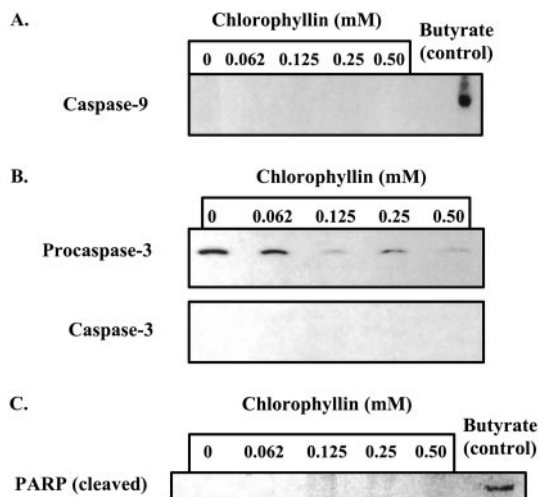 A.
Chlorophyllin (mM)
Butyrate
(control)
0 0.062 0.125 0.25 0.50
Caspase-9
B.
Chlorophyllin (mM)
0 0.062 0.125 0.25 0.50
Procaspase-3
Caspase-3
C.
Chlorophyllin (mM)
Butyrate
(control)
0 0.062 0.125 0.25 0.50
PARP (cleaved)